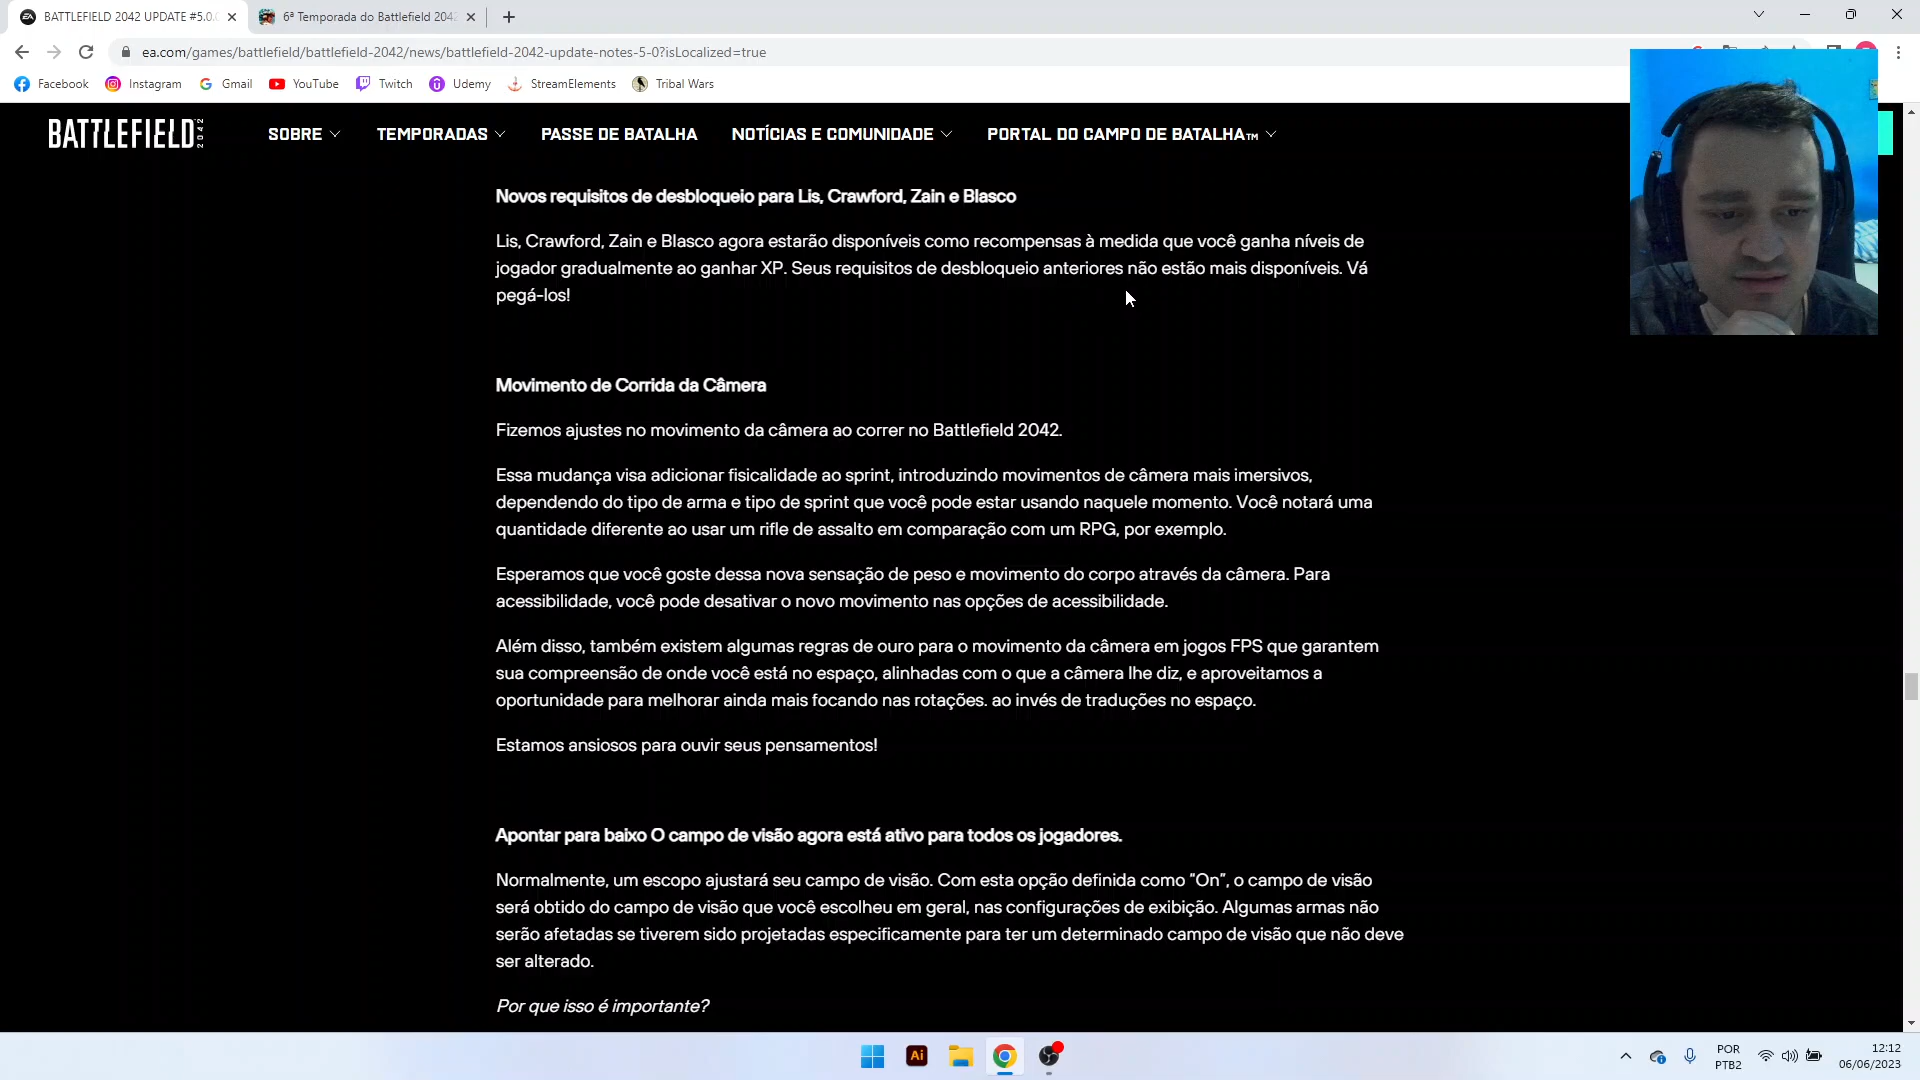 BATTLEFIELD 2042 UPDATE #5.0.0
6ª Temporada do Battlefield 2042
ea.com/games/battlefield/battlefield-2042/news/battlefield-2042-update-notes-5-0?isLocalized=true
Facebook Instagram Gmail YouTube Twitch Udemy StreamElements Tribal Wars
BATTLEFIELD 2042 SOBRE TEMPORADAS PASSE DE BATALHA NOTÍCIAS E COMUNIDADE PORTAL DO CAMPO DE BATALHA™
Novos requisitos de desbloqueio para Lis, Crawford, Zain e Blasco
Lis, Crawford, Zain e Blasco agora estarão disponíveis como recompensas à medida que você ganha níveis de
jogador gradualmente ao ganhar XP. Seus requisitos de desbloqueio anteriores não estão mais disponíveis. Vá
pegá-los!
Movimento de Corrida da Câmera
Fizemos ajustes no movimento da câmera ao correr no Battlefield 2042.
Essa mudança visa adicionar fisicalidade ao sprint, introduzindo movimentos de câmera mais imersivos,
dependendo do tipo de arma e tipo de sprint que você pode estar usando naquele momento. Você notará uma
quantidade diferente ao usar um rifle de assalto em comparação com um RPG, por exemplo.
Esperamos que você goste dessa nova sensação de peso e movimento do corpo através da câmera. Para
acessibilidade, você pode desativar o novo movimento nas opções de acessibilidade.
Além disso, também existem algumas regras de ouro para o movimento da câmera em jogos FPS que garantem
sua compreensão de onde você está no espaço, alinhadas com o que a câmera lhe diz, e aproveitamos a
oportunidade para melhorar ainda mais focando nas rotações. ao invés de traduções no espaço.
Estamos ansiosos para ouvir seus pensamentos!
Apontar para baixo O campo de visão agora está ativo para todos os jogadores.
Normalmente, um escopo ajustará seu campo de visão. Com esta opção definida como "On", o campo de visão
será obtido do campo de visão que você escolheu em geral, nas configurações de exibição. Algumas armas não
serão afetadas se tiverem sido projetadas especificamente para ter um determinado campo de visão que não deve
ser alterado.
Por que isso é importante?
Ai
POR
PTB2
12:12
06/06/2023